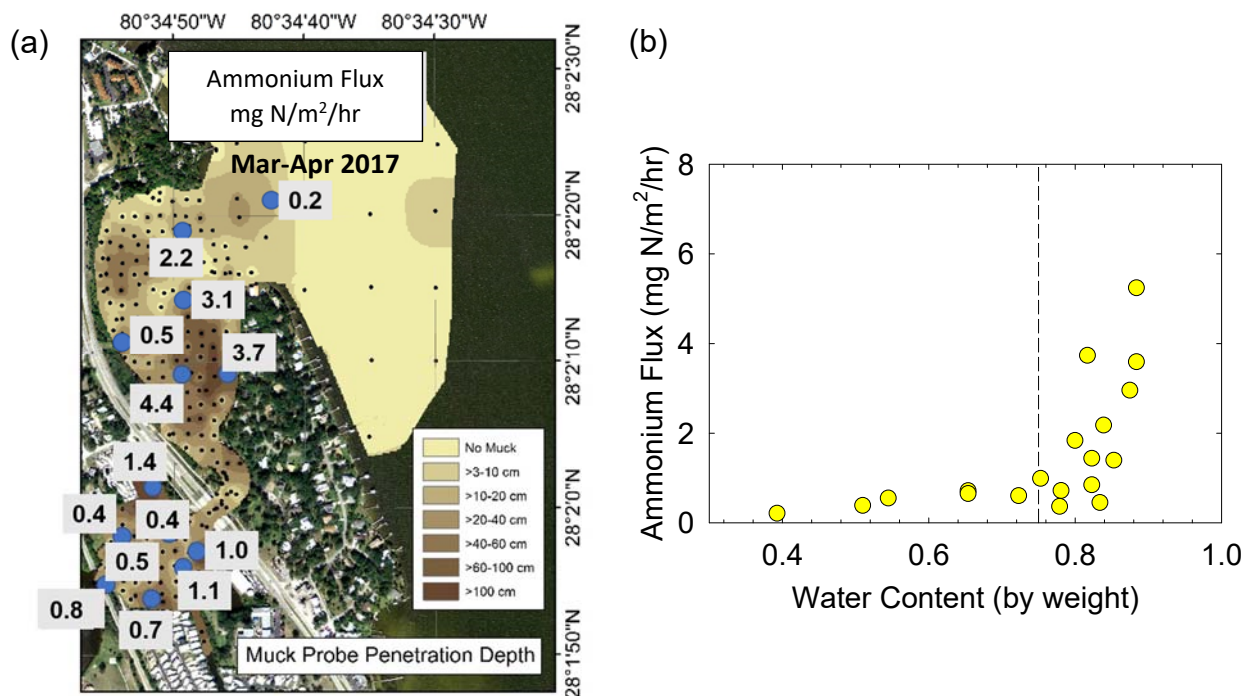 (a)
80°34'50"W 80°34'40"W 80°34'30"W
Ammonium Flux
mg N/m²/hr
Mar-Apr 2017
28°2'30"N
28°2'20"N
28°2'10"N
28°2'0"N
28°1'50"N
0.2
2.2
3.1
0.5
3.7
4.4
1.4
0.4
0.4
1.0
0.5
1.1
0.8
0.7
No Muck
>3-10 cm
>10-20 cm
>20-40 cm
>40-60 cm
>60-100 cm
>100 cm
Muck Probe Penetration Depth
(b)
Ammonium Flux (mg N/m²/hr)
8
6
4
2
0
0.4 0.6 0.8 1.0
Water Content (by weight)